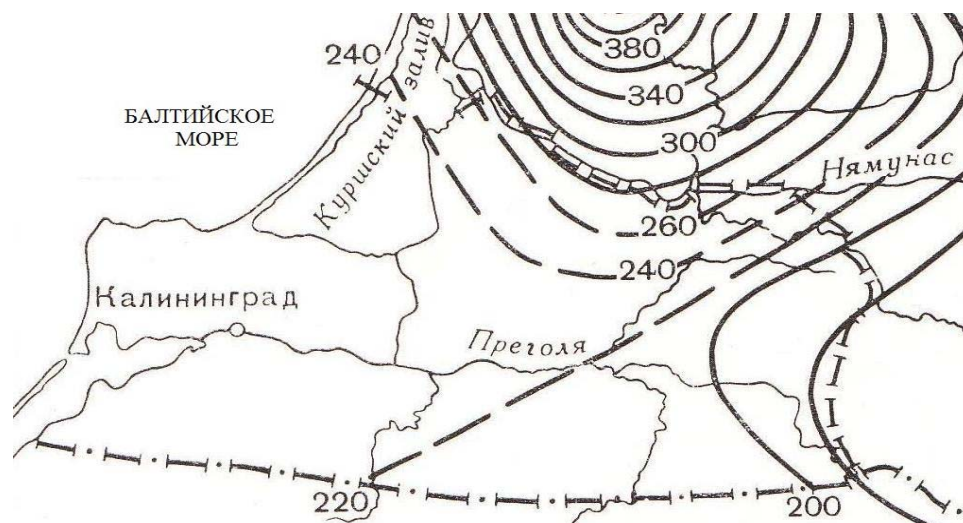 380
240
залив
340
БАЛТИЙСКОЕ
МОРЕ
300
Нямунас
Куршский
260
240
Калининград
Преголя
220
200